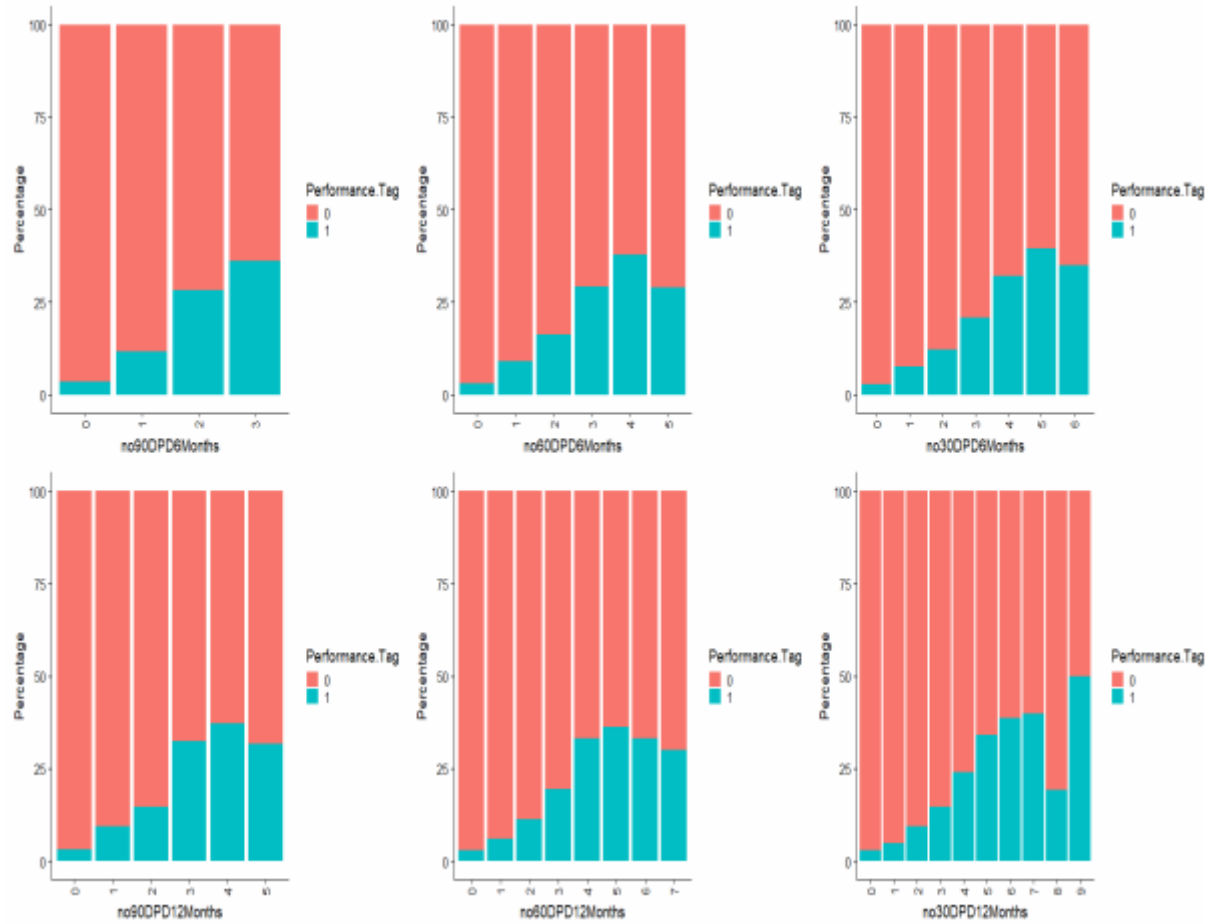 100
75
50
25
0
Percentage
0 1 2 3
no90DPD6Months
Performance.Tag
0
1
100
75
50
25
0
Percentage
0 1 2 3 4 5
no60DPD6Months
Performance.Tag
0
1
100
75
50
25
0
Percentage
0 1 2 3 4 5 6
no30DPD6Months
Performance.Tag
0
1
100
75
50
25
0
Percentage
0 1 2 3 4 5
no90DPD12Months
Performance.Tag
0
1
100
75
50
25
0
Percentage
0 1 2 3 4 5 6 7
no60DPD12Months
Performance.Tag
0
1
100
75
50
25
0
Percentage
0 1 2 3 4 5 6 7 8 9
no30DPD12Months
Performance.Tag
0
1